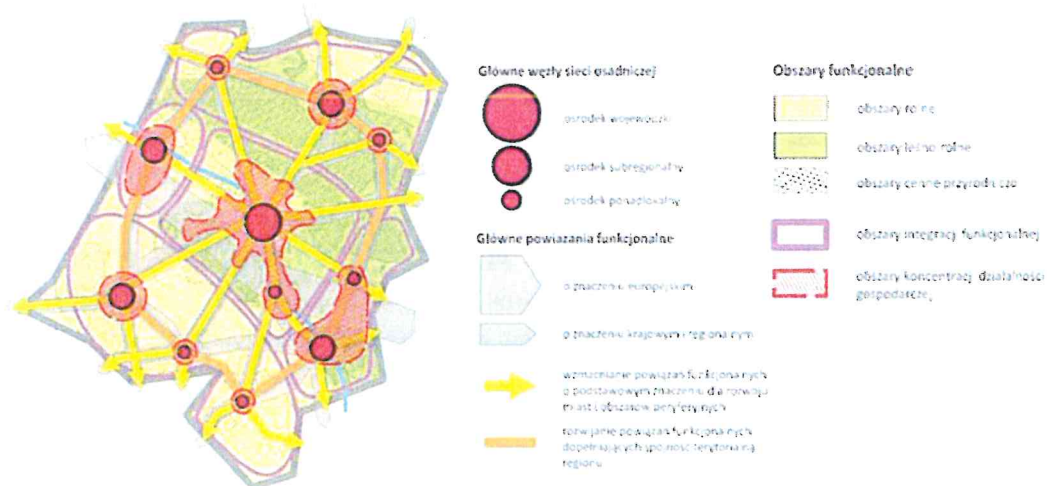 Główne węzły sieci osadniczej
ośrodek wojewódzki
ośrodek subregionalny
ośrodek ponadlokalny
Główne powiązania funkcjonalne
o znaczeniu europejskim
o znaczeniu krajowym i regionalnym
wzmacnianie powiązań funkcjonalnych
o podstawowym znaczeniu dla rozwoju
miast i obszarów peryferyjnych
rozwijanie powiązań funkcjonalnych
dopełniających spójność terytorialną
regionu
Obszary funkcjonalne
obszary rolne
obszary leśno-rolne
obszary cenne przyrodniczo
obszary integracji funkcjonalnej
obszary koncentracji działalności
gospodarczej